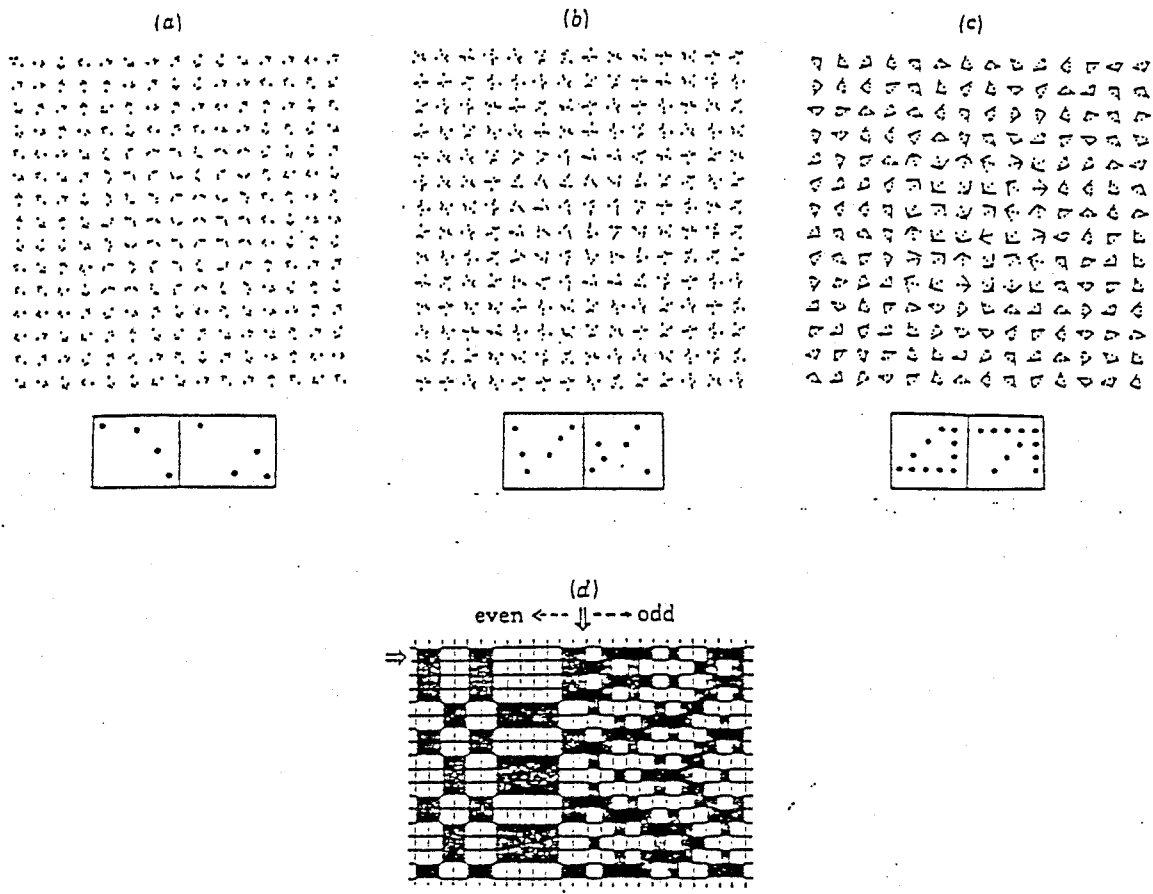 (a)
(b)
(c)
(d)
even <--- ⇓ ---> odd
⇒